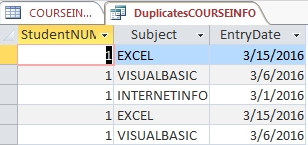 COURSEIN... DuplicatesCOURSEINFO
StudentNUM Subject EntryDate
1 EXCEL 3/15/2016
1 VISUALBASIC 3/6/2016
1 INTERNETINFO 3/1/2016
1 EXCEL 3/15/2016
1 VISUALBASIC 3/6/2016